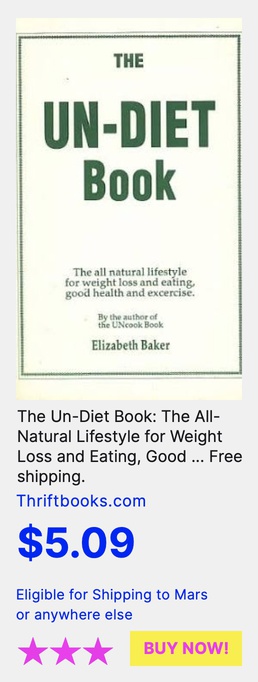 THE
UN-DIET
Book
The all natural lifestyle
for weight loss and eating,
good health and excercise.
By the author of
the UNcook Book
Elizabeth Baker
The Un-Diet Book: The All-
Natural Lifestyle for Weight
Loss and Eating, Good ... Free
shipping.
Thriftbooks.com
$5.09
Eligible for Shipping to Mars
or anywhere else
BUY NOW!